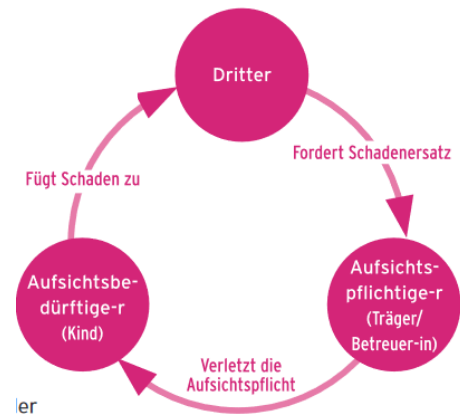 Dritter
Fordert Schadenersatz
Fügt Schaden zu
Aufsichtsbe-
dürftige-r
(Kind)
Aufsichts-
pflichtige-r
(Träger/
Betreuer-in)
Verletzt die
Aufsichtspflicht
ler